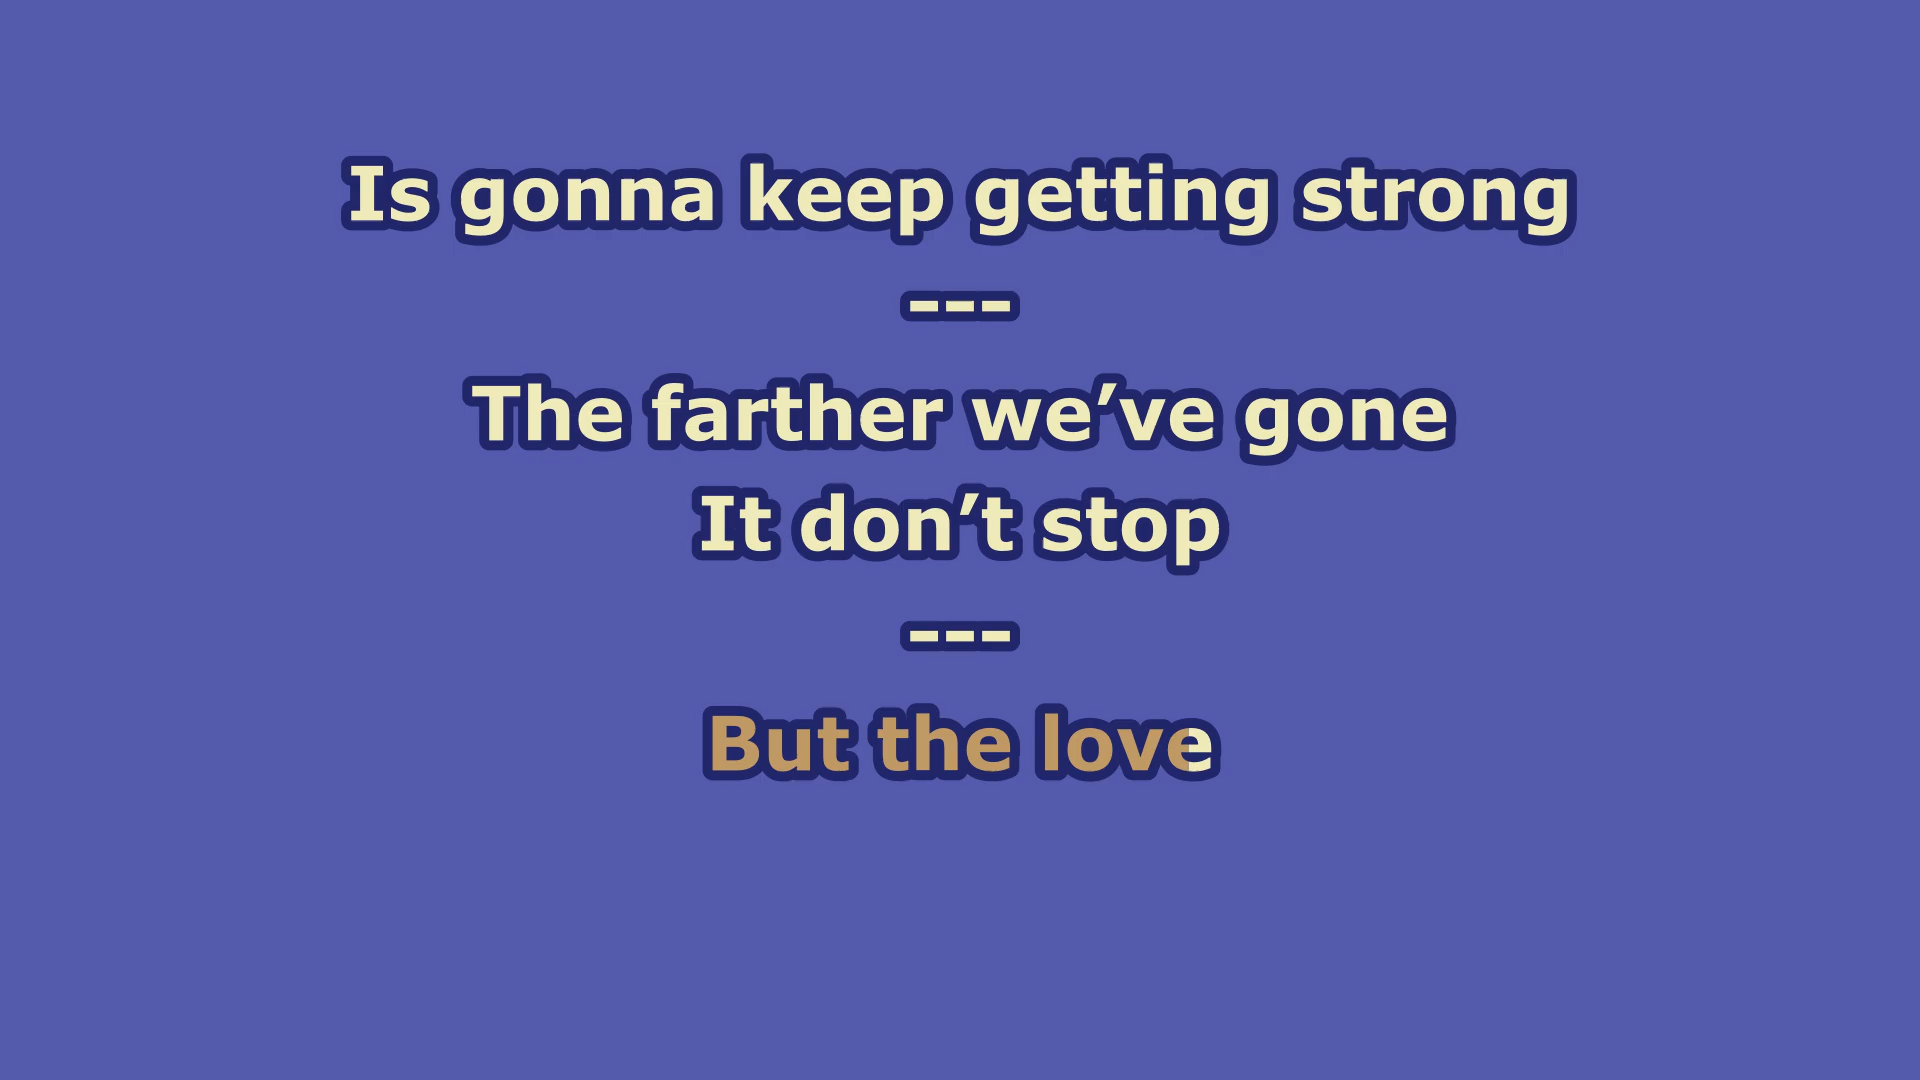 Is gonna keep getting strong
---
The farther we’ve gone
It don’t stop
---
But the love